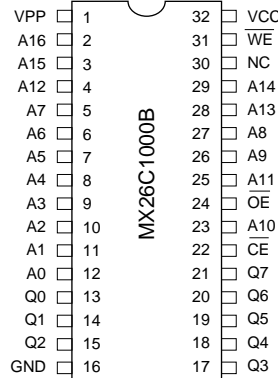 VPP 1 32 VCC
A16 2 31 WE
A15 3 30 NC
A12 4 29 A14
A7 5 28 A13
A6 6 27 A8
A5 7 26 A9
A4 8 25 A11
A3 9 24 OE
A2 10 23 A10
A1 11 22 CE
A0 12 21 Q7
Q0 13 20 Q6
Q1 14 19 Q5
Q2 15 18 Q4
GND 16 17 Q3
MX26C1000B